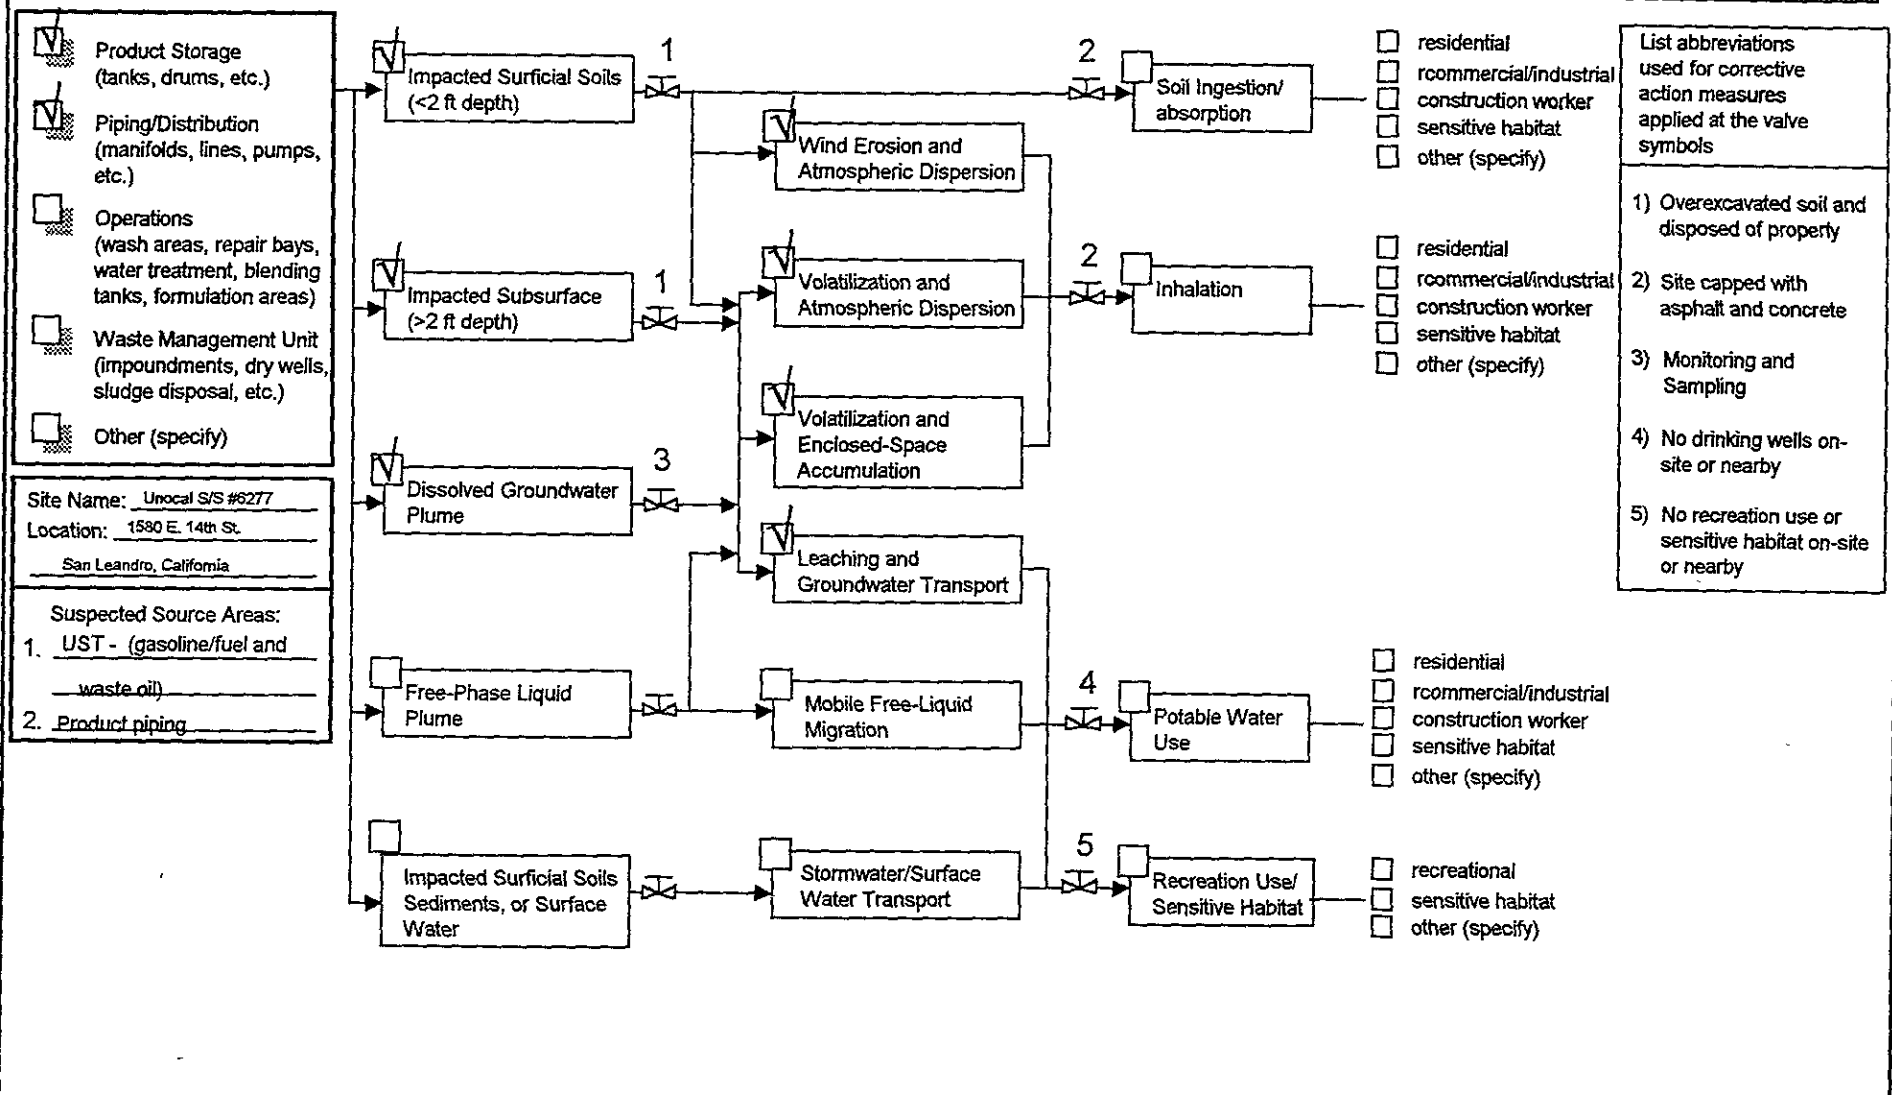 Product Storage
(tanks, drums, etc.)
Piping/Distribution
(manifolds, lines, pumps,
etc.)
Operations
(wash areas, repair bays,
water treatment, blending
tanks, formulation areas)
Waste Management Unit
(impoundments, dry wells,
sludge disposal, etc.)
Other (specify)
Site Name: Unocal S/S #6277
Location: 1580 E. 14th St.
San Leandro, California
Suspected Source Areas:
1. UST - (gasoline/fuel and
waste oil)
2. Product piping
Impacted Surficial Soils
(<2 ft depth)
1
Impacted Subsurface
(>2 ft depth)
1
Dissolved Groundwater
Plume
3
Free-Phase Liquid
Plume
Impacted Surficial Soils
Sediments, or Surface
Water
Wind Erosion and
Atmospheric Dispersion
Volatilization and
Atmospheric Dispersion
Volatilization and
Enclosed-Space
Accumulation
Leaching and
Groundwater Transport
Mobile Free-Liquid
Migration
Stormwater/Surface
Water Transport
2
Soil Ingestion/
absorption
2
Inhalation
4
Potable Water
Use
5
Recreation Use/
Sensitive Habitat
residential
rcommercial/industrial
construction worker
sensitive habitat
other (specify)
residential
rcommercial/industrial
construction worker
sensitive habitat
other (specify)
residential
rcommercial/industrial
construction worker
sensitive habitat
other (specify)
recreational
sensitive habitat
other (specify)
List abbreviations
used for corrective
action measures
applied at the valve
symbols
1) Overexcavated soil and
disposed of property
2) Site capped with
asphalt and concrete
3) Monitoring and
Sampling
4) No drinking wells on-
site or nearby
5) No recreation use or
sensitive habitat on-site
or nearby